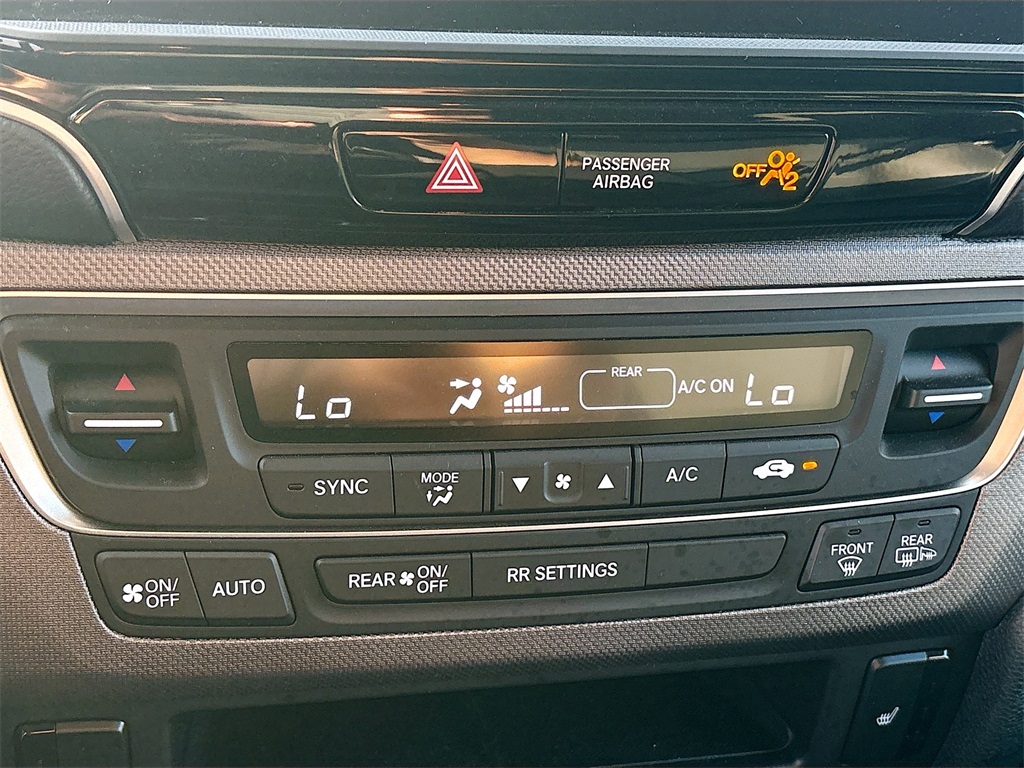 PASSENGER
AIRBAG
OFF
2
Lo
REAR
A/C ON
Lo
SYNC
MODE
A/C
ON/
OFF
AUTO
REAR ON/
OFF
RR SETTINGS
FRONT
REAR